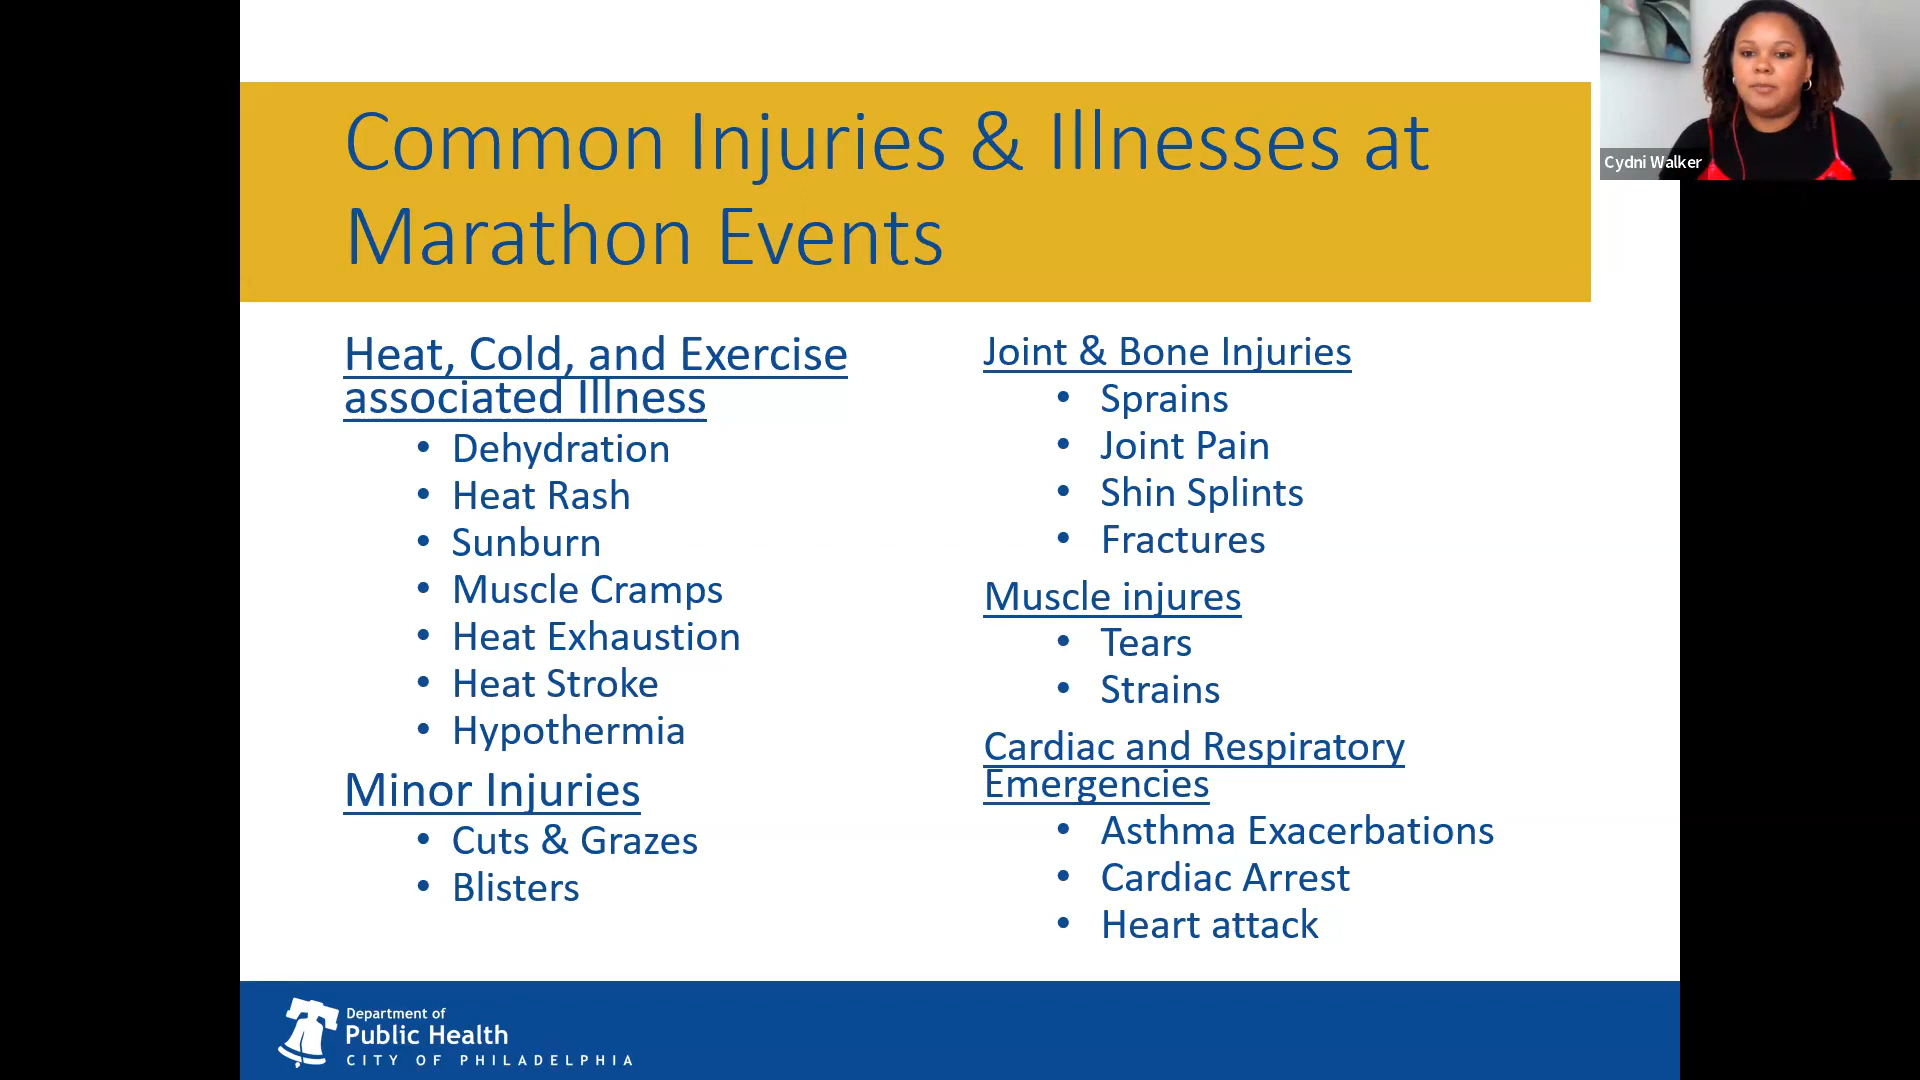 Common Injuries & Illnesses at
Marathon Events
Heat, Cold, and Exercise
associated Illness
• Dehydration
• Heat Rash
• Sunburn
• Muscle Cramps
• Heat Exhaustion
• Heat Stroke
• Hypothermia
Minor Injuries
• Cuts & Grazes
• Blisters
Joint & Bone Injuries
• Sprains
• Joint Pain
• Shin Splints
• Fractures
Muscle injures
• Tears
• Strains
Cardiac and Respiratory
Emergencies
• Asthma Exacerbations
• Cardiac Arrest
• Heart attack
Department of
Public Health
CITY OF PHILADELPHIA
Cydni Walker